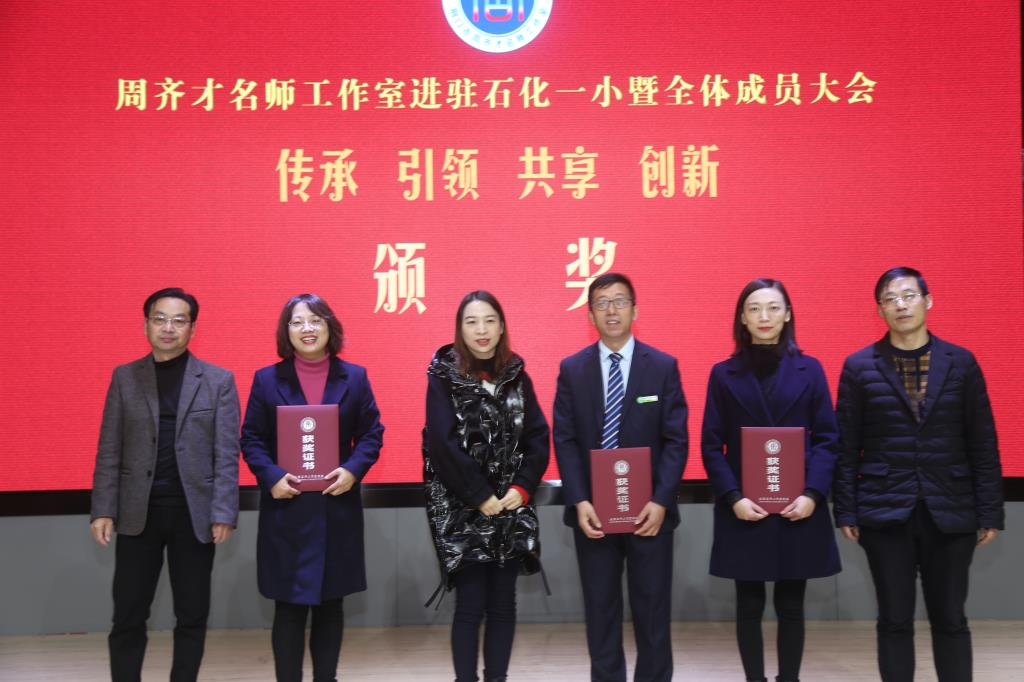 周齐才名师工作室进驻石化一小暨全体成员大会
传承 引领 共享 创新
颁 奖
获奖证书
获奖证书
获奖证书